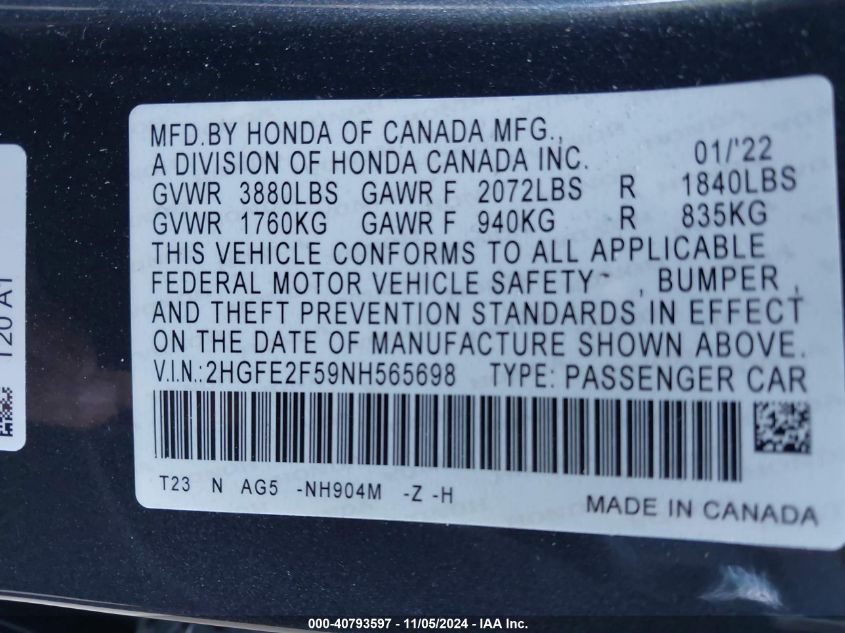 MFD.BY HONDA OF CANADA MFG.,
A DIVISION OF HONDA CANADA INC. 01/'22
GVWR 3880LBS GAWR F 2072LBS R 1840LBS
GVWR 1760KG GAWR F 940KG R 835KG
THIS VEHICLE CONFORMS TO ALL APPLICABLE
FEDERAL MOTOR VEHICLE SAFETY , BUMPER ,
AND THEFT PREVENTION STANDARDS IN EFFECT
ON THE DATE OF MANUFACTURE SHOWN ABOVE.
V.I.N.:2HGFE2F59NH565698 TYPE: PASSENGER CAR
T23 N AG5 -NH904M -Z -H
MADE IN CANADA
T20 A1
000-40793597 - 11/05/2024 - IAA Inc.